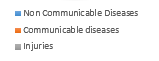 Non Communicable Diseases
Communicable diseases
Injuries